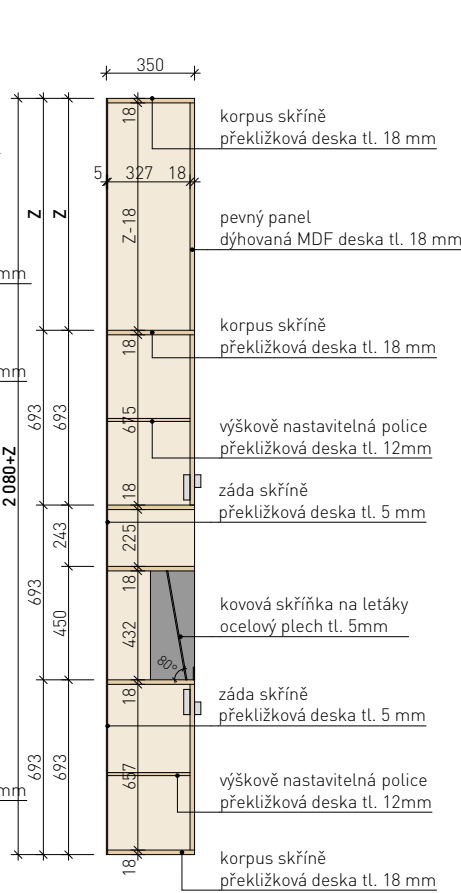 350
korpus skříně
překližková deska tl. 18 mm
18
5 327 18
Z Z Z-18
pevný panel
dýhovaná MDF deska tl. 18 mm
mm
korpus skříně
překližková deska tl. 18 mm
18
mm
693 693 675
výškově nastavitelná police
překližková deska tl. 12mm
2 080+Z
záda skříně
překližková deska tl. 5 mm
18
243 225
693
18
450 432
kovová skříňka na letáky
ocelový plech tl. 5mm
80°
záda skříně
překližková deska tl. 5 mm
18
693 693 657
mm
výškově nastavitelná police
překližková deska tl. 12mm
18
korpus skříně
překližková deska tl. 18 mm